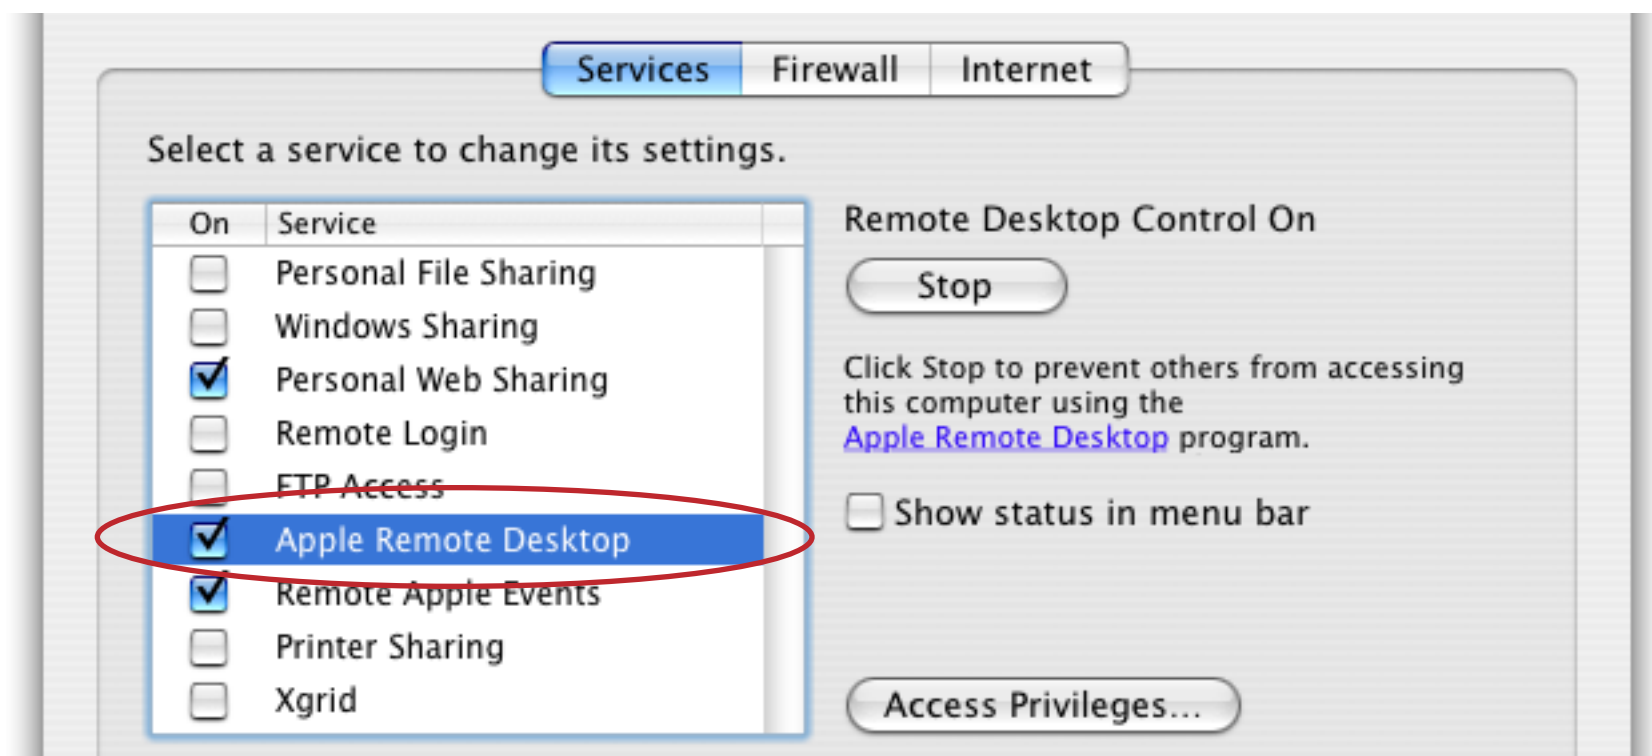 Services Firewall Internet
Select a service to change its settings.
On Service
Personal File Sharing
Windows Sharing
Personal Web Sharing
Remote Login
FTP Access
Apple Remote Desktop
Remote Apple Events
Printer Sharing
Xgrid
Remote Desktop Control On
Stop
Click Stop to prevent others from accessing
this computer using the
Apple Remote Desktop program.
Show status in menu bar
Access Privileges...